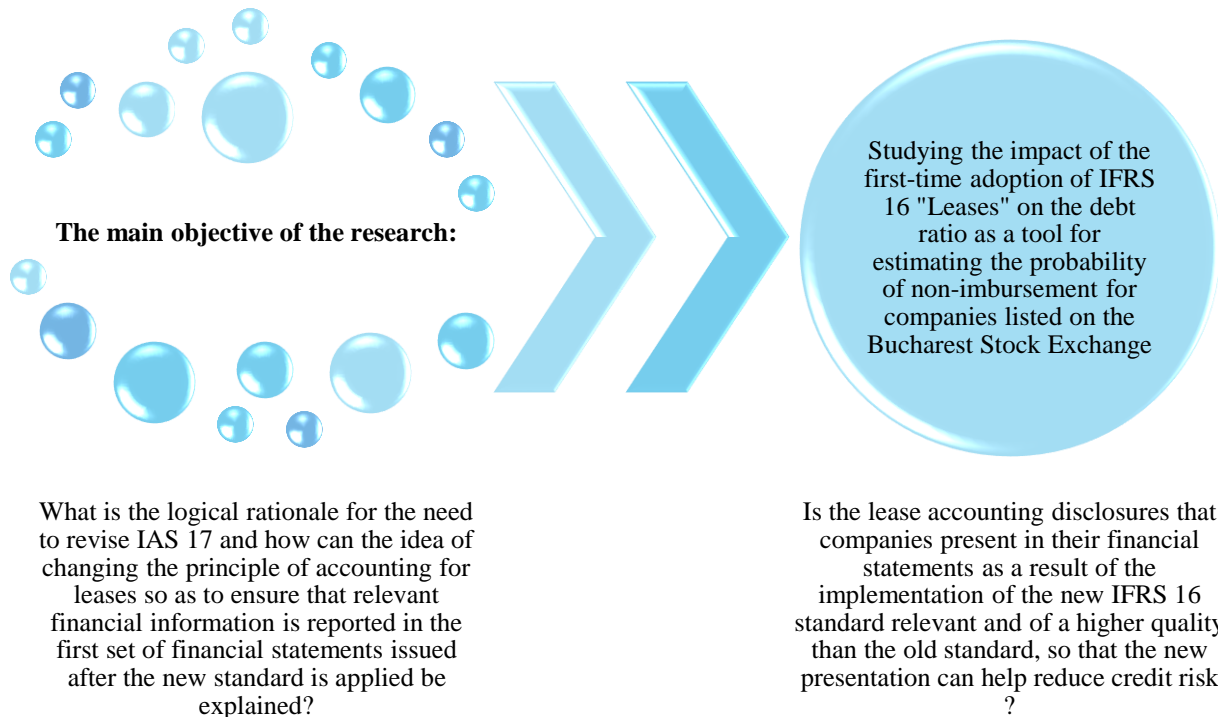 The main objective of the research:
Studying the impact of the
first-time adoption of IFRS
16 "Leases" on the debt
ratio as a tool for
estimating the probability
of non-imbursement for
companies listed on the
Bucharest Stock Exchange
What is the logical rationale for the need
to revise IAS 17 and how can the idea of
changing the principle of accounting for
leases so as to ensure that relevant
financial information is reported in the
first set of financial statements issued
after the new standard is applied be
explained?
Is the lease accounting disclosures that
companies present in their financial
statements as a result of the
implementation of the new IFRS 16
standard relevant and of a higher quality
than the old standard, so that the new
presentation can help reduce credit risk
?